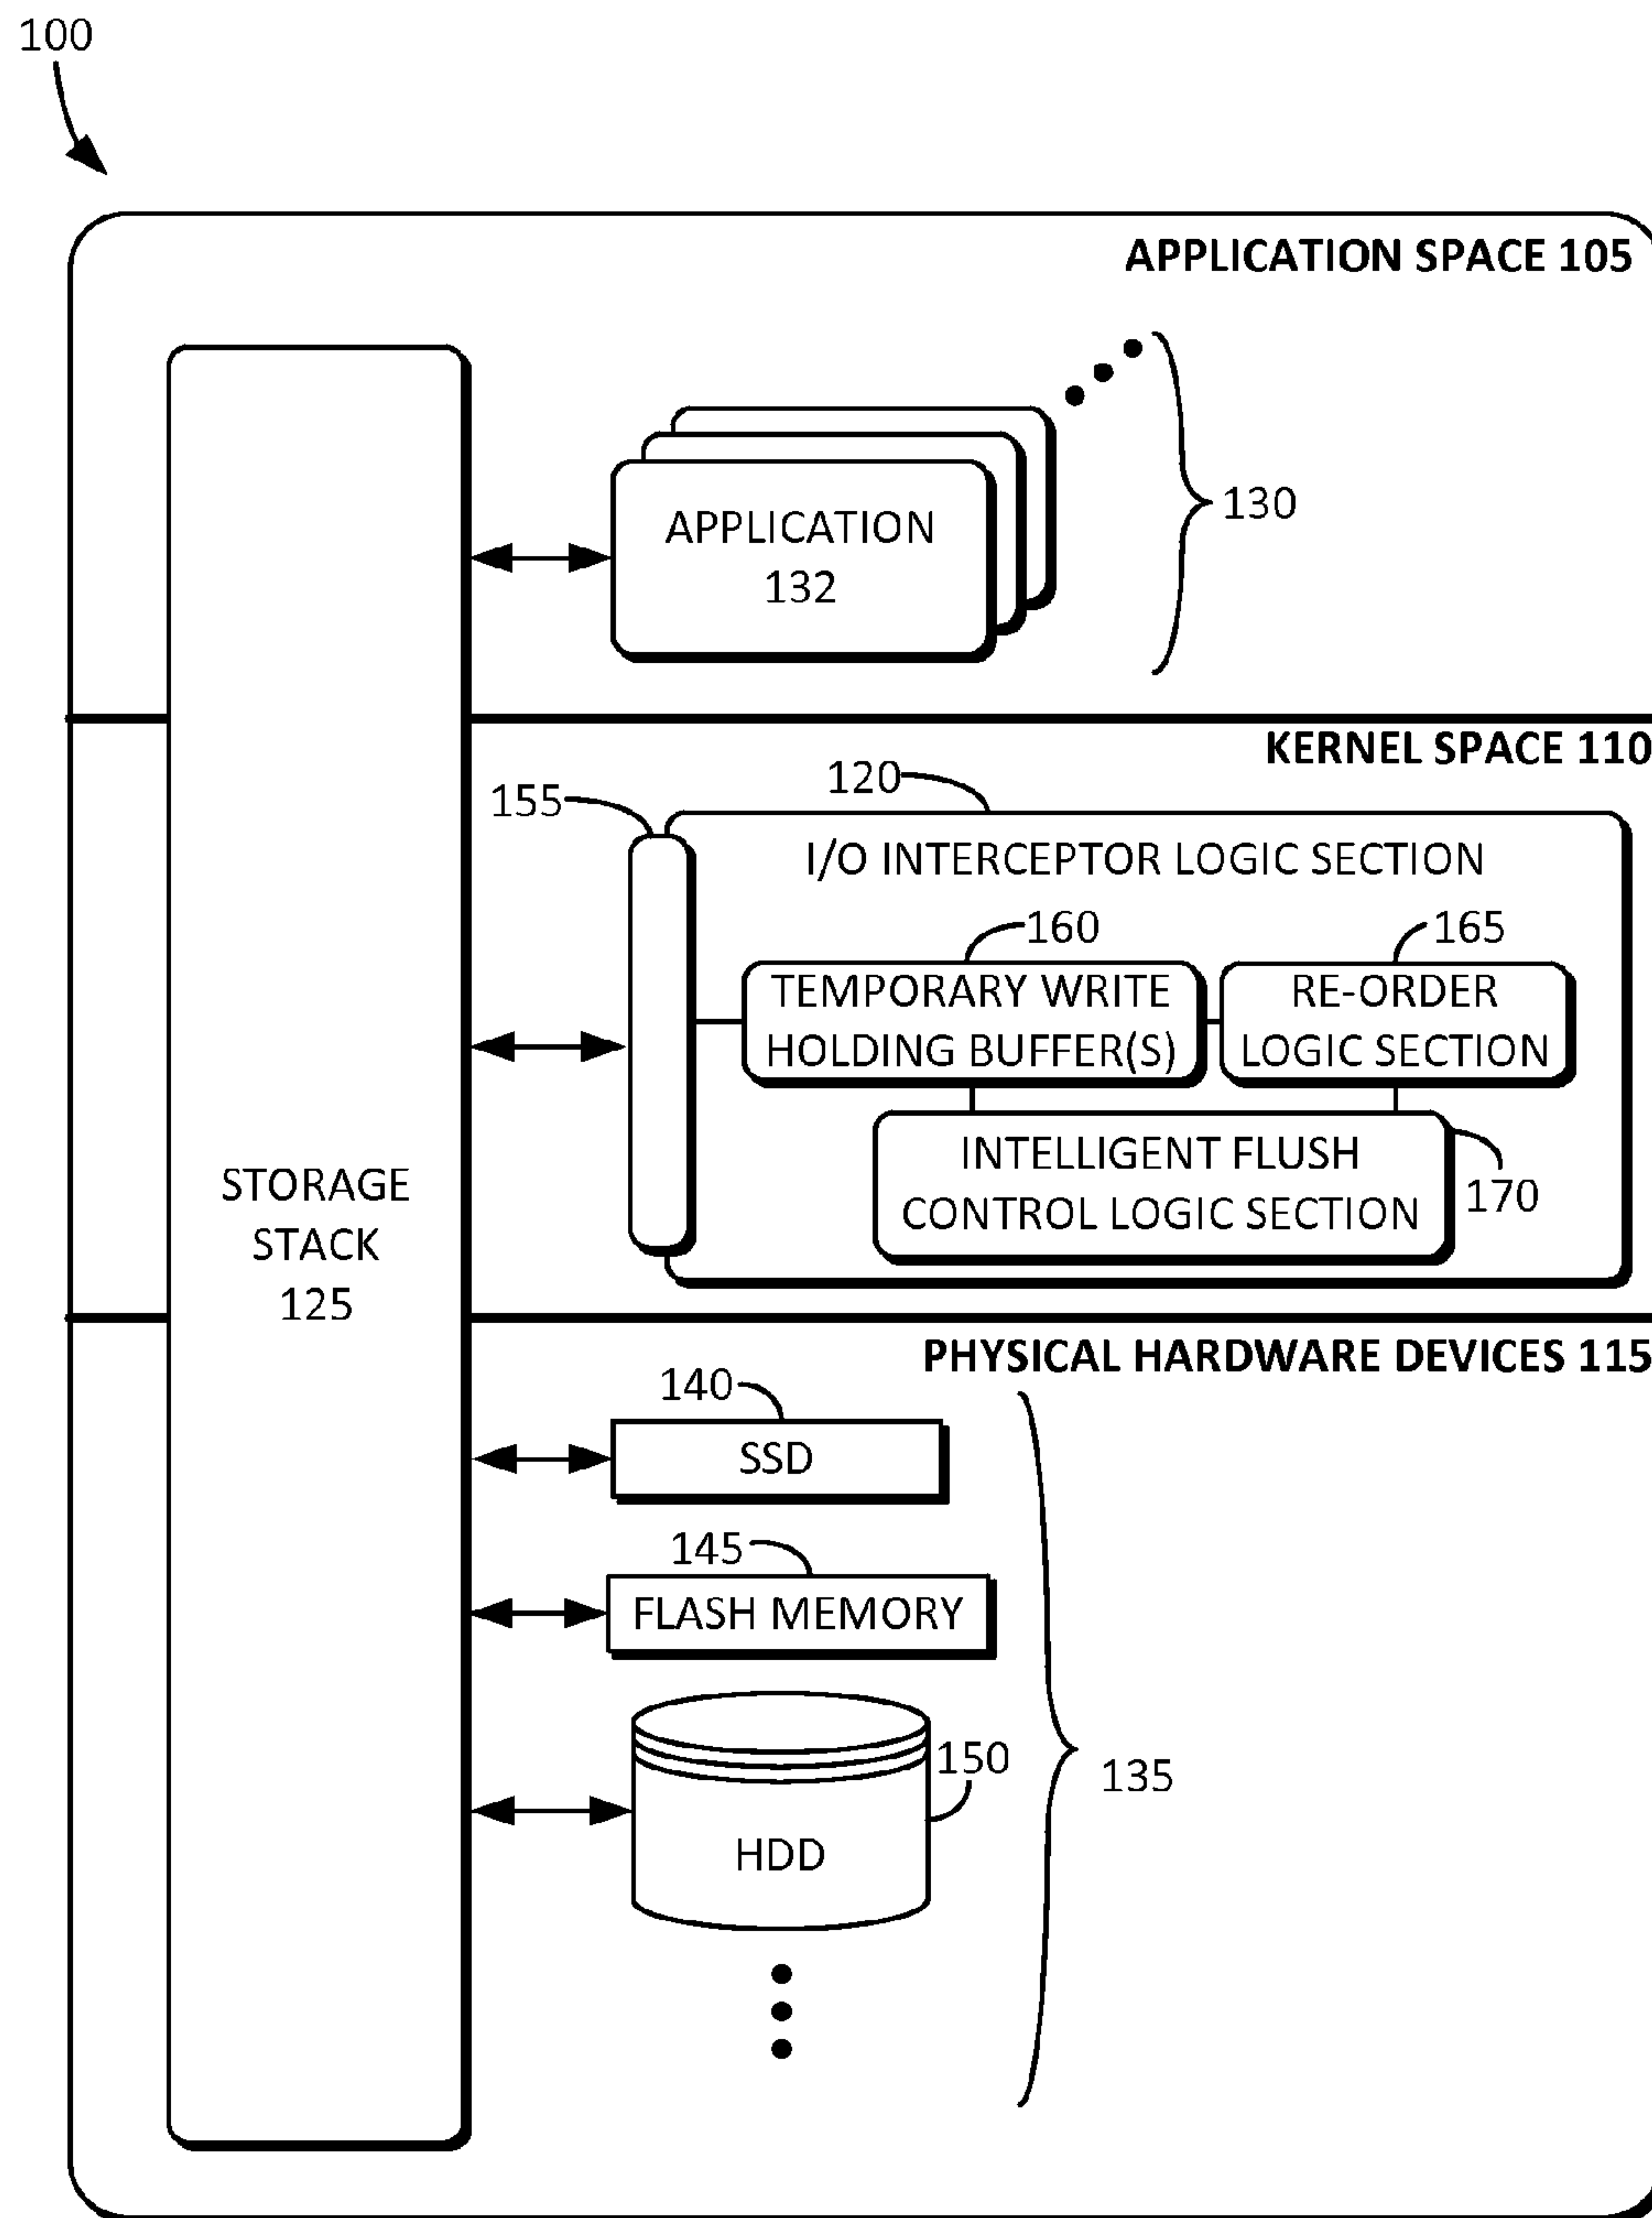 100
APPLICATION SPACE 105
APPLICATION
132
130
KERNEL SPACE 110
120
155
I/O INTERCEPTOR LOGIC SECTION
160
165
TEMPORARY WRITE
HOLDING BUFFER(S)
RE-ORDER
LOGIC SECTION
INTELLIGENT FLUSH
CONTROL LOGIC SECTION
170
STORAGE
STACK
125
PHYSICAL HARDWARE DEVICES 115
140
SSD
145
FLASH MEMORY
150
HDD
135